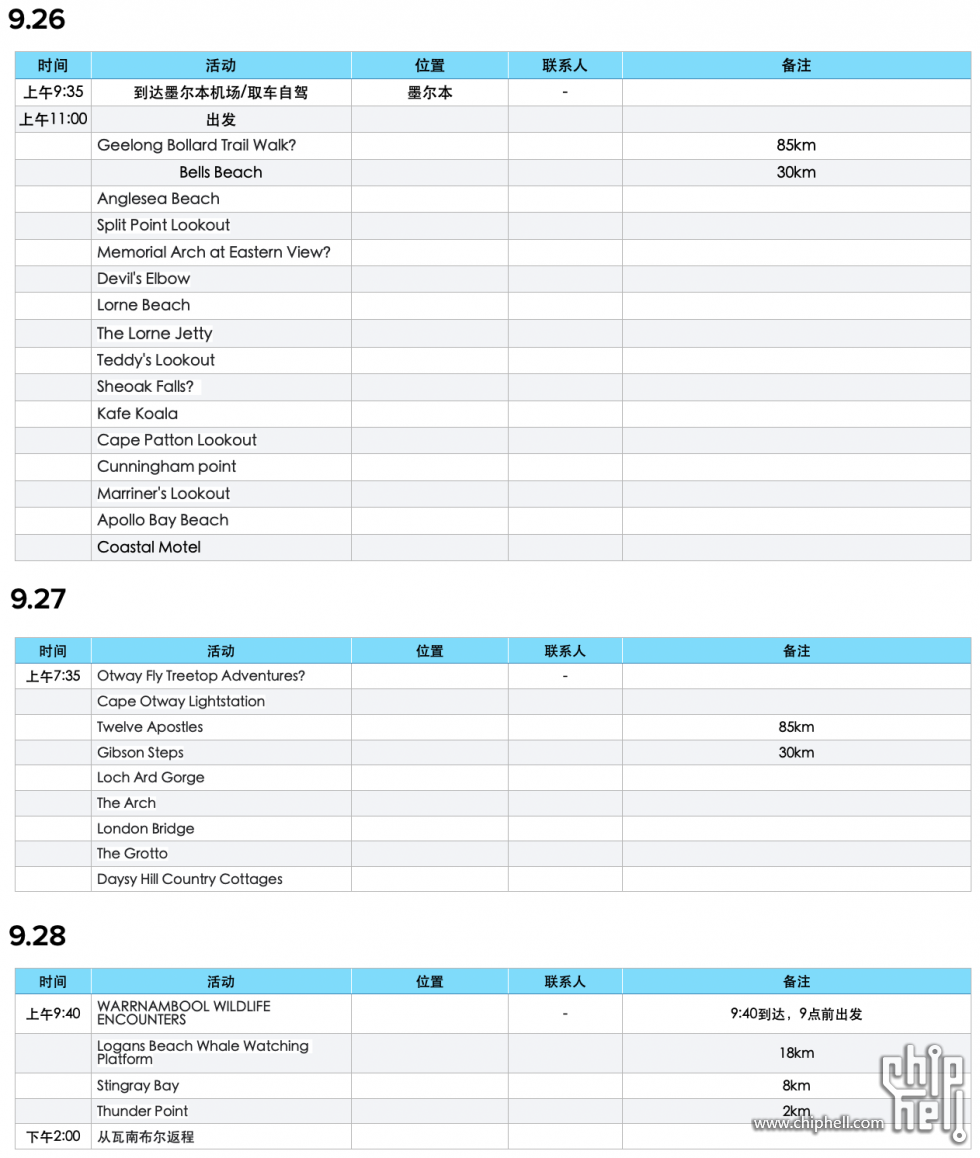 9.26
时间 活动 位置 联系人 备注
上午9:35 到达墨尔本机场/取车自驾 墨尔本 -
上午11:00 出发
Geelong Bollard Trail Walk? 85km
Bells Beach 30km
Anglesea Beach
Split Point Lookout
Memorial Arch at Eastern View?
Devil's Elbow
Lorne Beach
The Lorne Jetty
Teddy's Lookout
Sheoak Falls?
Kafe Koala
Cape Patton Lookout
Cunningham point
Marriner's Lookout
Apollo Bay Beach
Coastal Motel
9.27
时间 活动 位置 联系人 备注
上午7:35 Otway Fly Treetop Adventures? -
Cape Otway Lightstation
Twelve Apostles 85km
Gibson Steps 30km
Loch Ard Gorge
The Arch
London Bridge
The Grotto
Daysy Hill Country Cottages
9.28
时间 活动 位置 联系人 备注
上午9:40 WARRNAMBOOL WILDLIFE
ENCOUNTERS - 9:40到达，9点前出发
Logans Beach Whale Watching
Platform 18km
Stingray Bay 8km
Thunder Point 2km
下午2:00 从瓦南布尔返程
www.chiphell.com
chip
hell